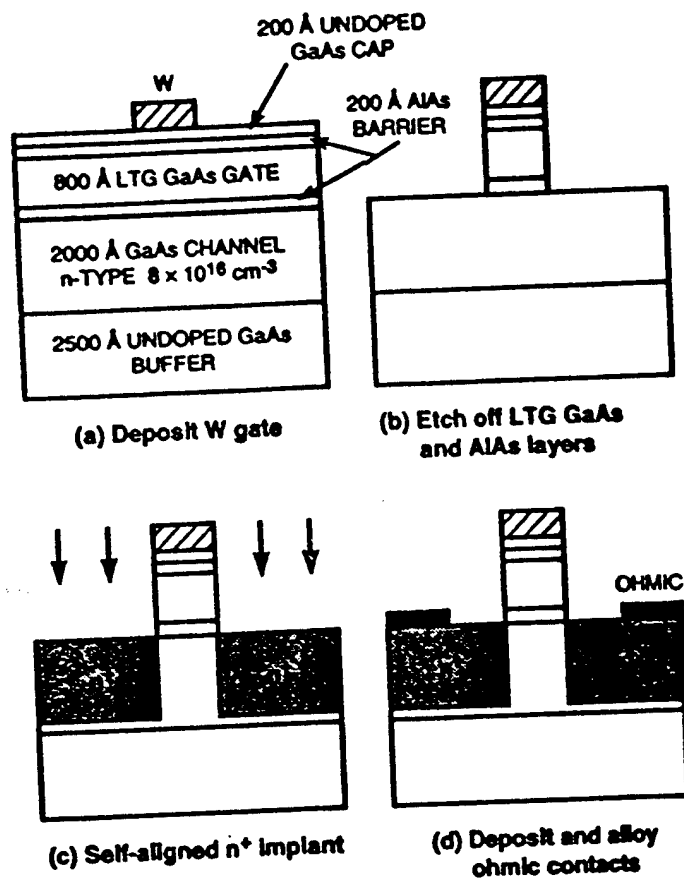 200 Å UNDOPED
GaAs CAP
W
200 Å AlAs
BARRIER
800 Å LTG GaAs GATE
2000 Å GaAs CHANNEL
n-TYPE 8 × 10¹⁶ cm⁻³
2500 Å UNDOPED GaAs
BUFFER
(a) Deposit W gate
(b) Etch off LTG GaAs
and AlAs layers
OHMIC
(c) Self-aligned n⁺ implant
(d) Deposit and alloy
ohmic contacts